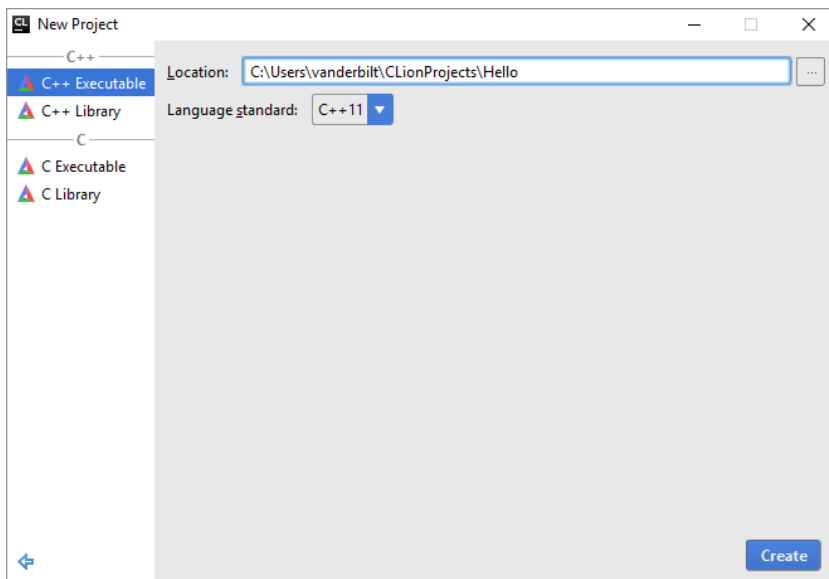 CL New Project
C++
C++ Executable
C++ Library
C
C Executable
C Library
Location: C:\Users\vanderbilt\CLionProjects\Hello ...
Language standard: C++11
Create